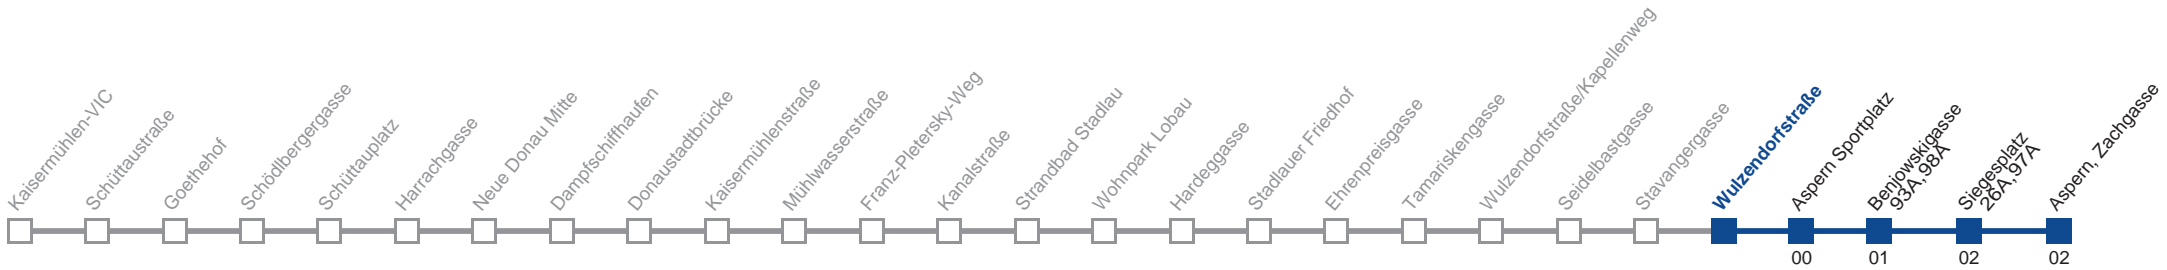 Kaisermühlen-VIC
Schüttaustraße
Goethehof
Schödlbergergasse
Schüttauplatz
Harrachgasse
Neue Donau Mitte
Dampfschiffhaufen
Donaustadtbrücke
Kaisermühlenstraße
Mühlwasserstraße
Franz-Pletersky-Weg
Kanalstraße
Strandbad Stadlau
Wohnpark Lobau
Hardeggasse
Stadlauer Friedhof
Ehrenpreisgasse
Tamariskengasse
Wulzendorfstraße/Kapellenweg
Seidelbastgasse
Stavangergasse
Wulzendorfstraße
Aspern Sportplatz
Benjowskigasse
93A,98A
Siegesplatz
26A,97A
Aspern, Zachgasse
00
01
02
02